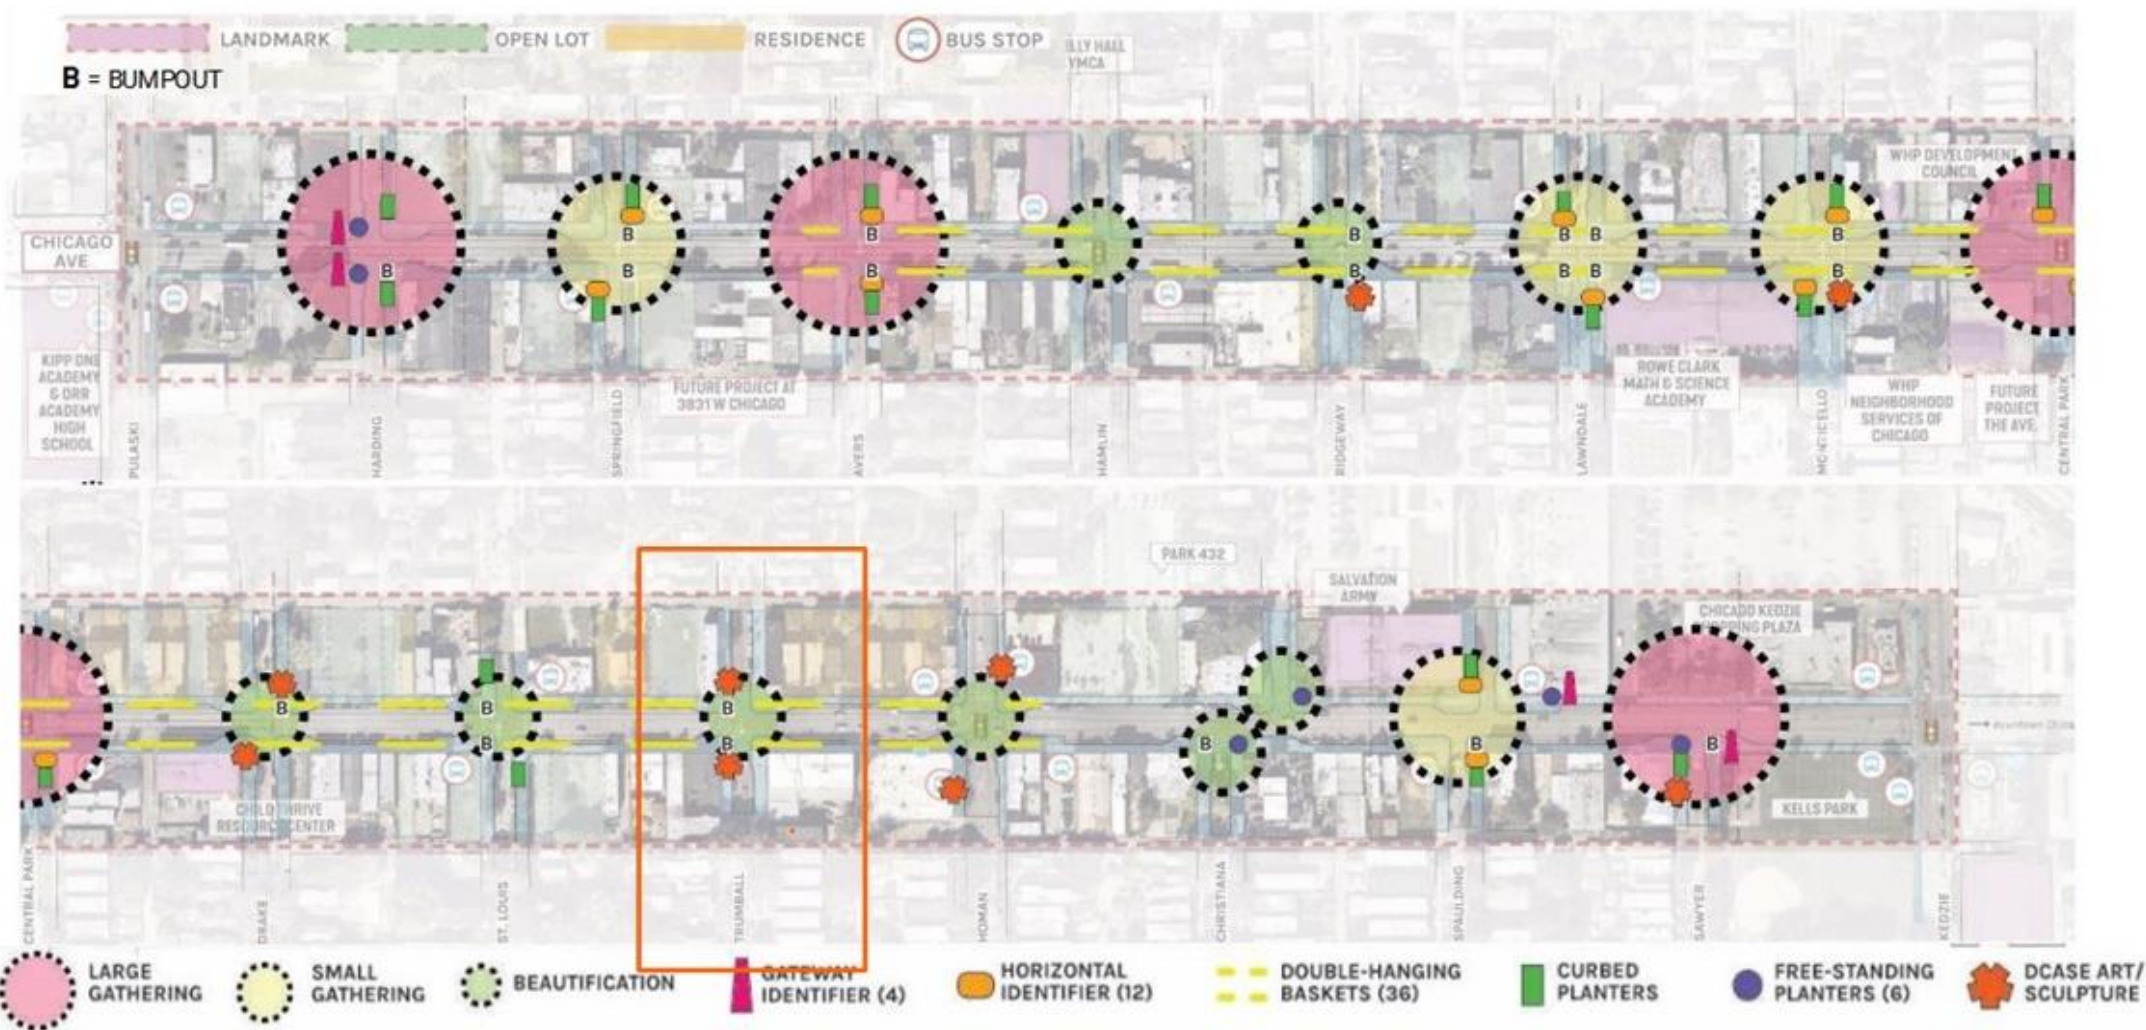 LANDMARK
OPEN LOT
RESIDENCE
BUS STOP
B = BUMPOUT
LLY HALL
YMCA
WHP DEVELOPMENT
COUNCIL
CHICAGO
AVE
B
B
B
B
B
B
B
B
B
B
B
B
B
B
KIPP ONE
ACADEMY
& ORR
ACADEMY
HIGH
SCHOOL
FUTURE PROJECT AT
3831 W CHICAGO
ROWE CLARK
MATH & SCIENCE
ACADEMY
WHP
NEIGHBORHOOD
SERVICES OF
CHICAGO
FUTURE
PROJECT
THE AVE.
PULASKI
HARDING
SPRINGFIELD
AVERS
HAMLIN
RIDGEWAY
LAWNDALE
MONTICELLO
CENTRAL PARK
PARK 432
SALVATION
ARMY
CHICAGO KEDZIE
SHOPPING PLAZA
B
B
B
B
B
B
B
B
CHILD THRIVE
RESOURCE CENTER
KELLS PARK
CENTRAL PARK
DRAKE
ST. LOUIS
TRUMBALL
HOMAN
CHRISTIANA
SPAULDING
SAWYER
KEDZIE
LARGE
GATHERING
SMALL
GATHERING
BEAUTIFICATION
GATEWAY
IDENTIFIER (4)
HORIZONTAL
IDENTIFIER (12)
DOUBLE-HANGING
BASKETS (36)
CURBED
PLANTERS
FREE-STANDING
PLANTERS (6)
DCASE ART/
SCULPTURE